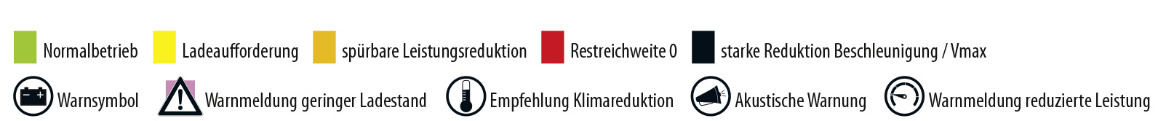 Normalbetrieb Ladeaufforderung spürbare Leistungsreduktion Restreichweite 0 starke Reduktion Beschleunigung / Vmax
Warnsymbol Warnmeldung geringer Ladestand Empfehlung Klimareduktion Akustische Warnung Warnmeldung reduzierte Leistung